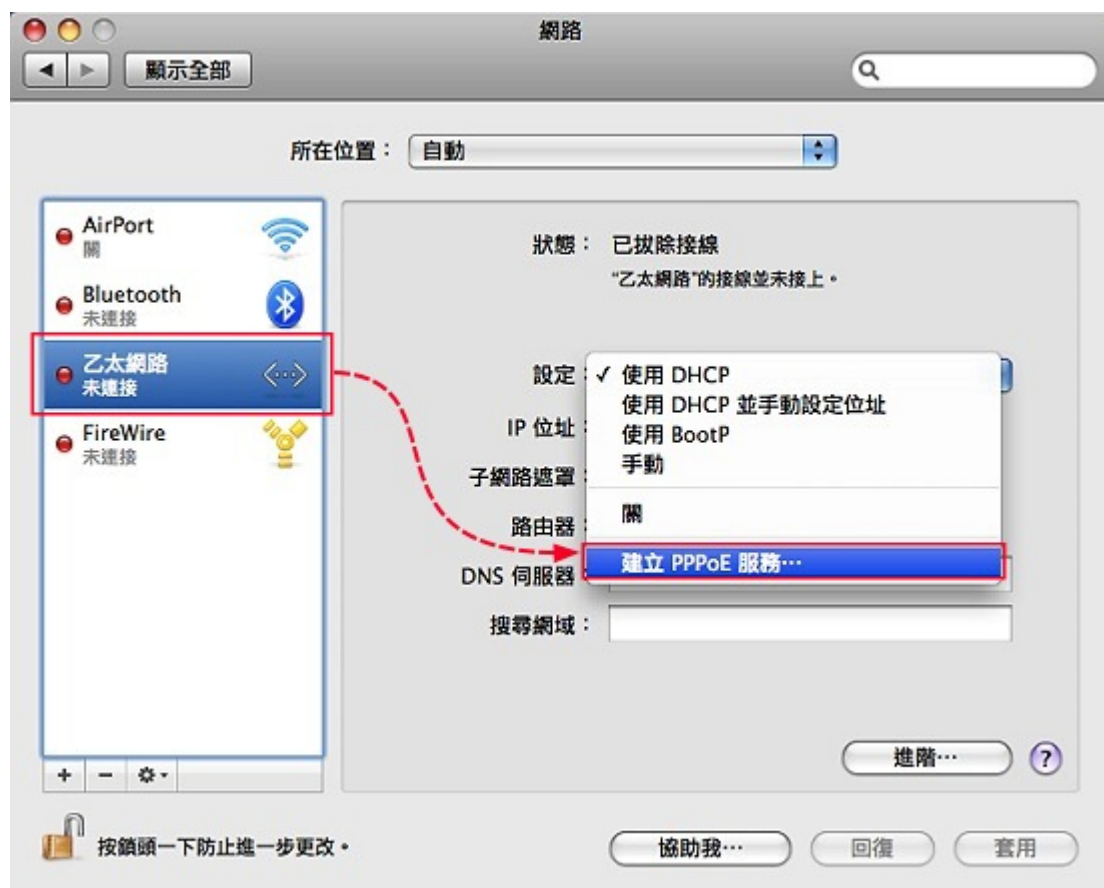 網路
顯示全部
所在位置： 自動
AirPort
關
Bluetooth
未連接
乙太網路
未連接
FireWire
未連接
狀態： 已拔除接線
“乙太網路”的接線並未接上。
設定：
✓ 使用 DHCP
使用 DHCP 並手動設定位址
使用 BootP
手動
關
建立 PPPoE 服務…
IP 位址：
子網路遮罩：
路由器：
DNS 伺服器：
搜尋網域：
進階…
?
+ −
按鎖頭一下防止進一步更改。
協助我…
回復
套用